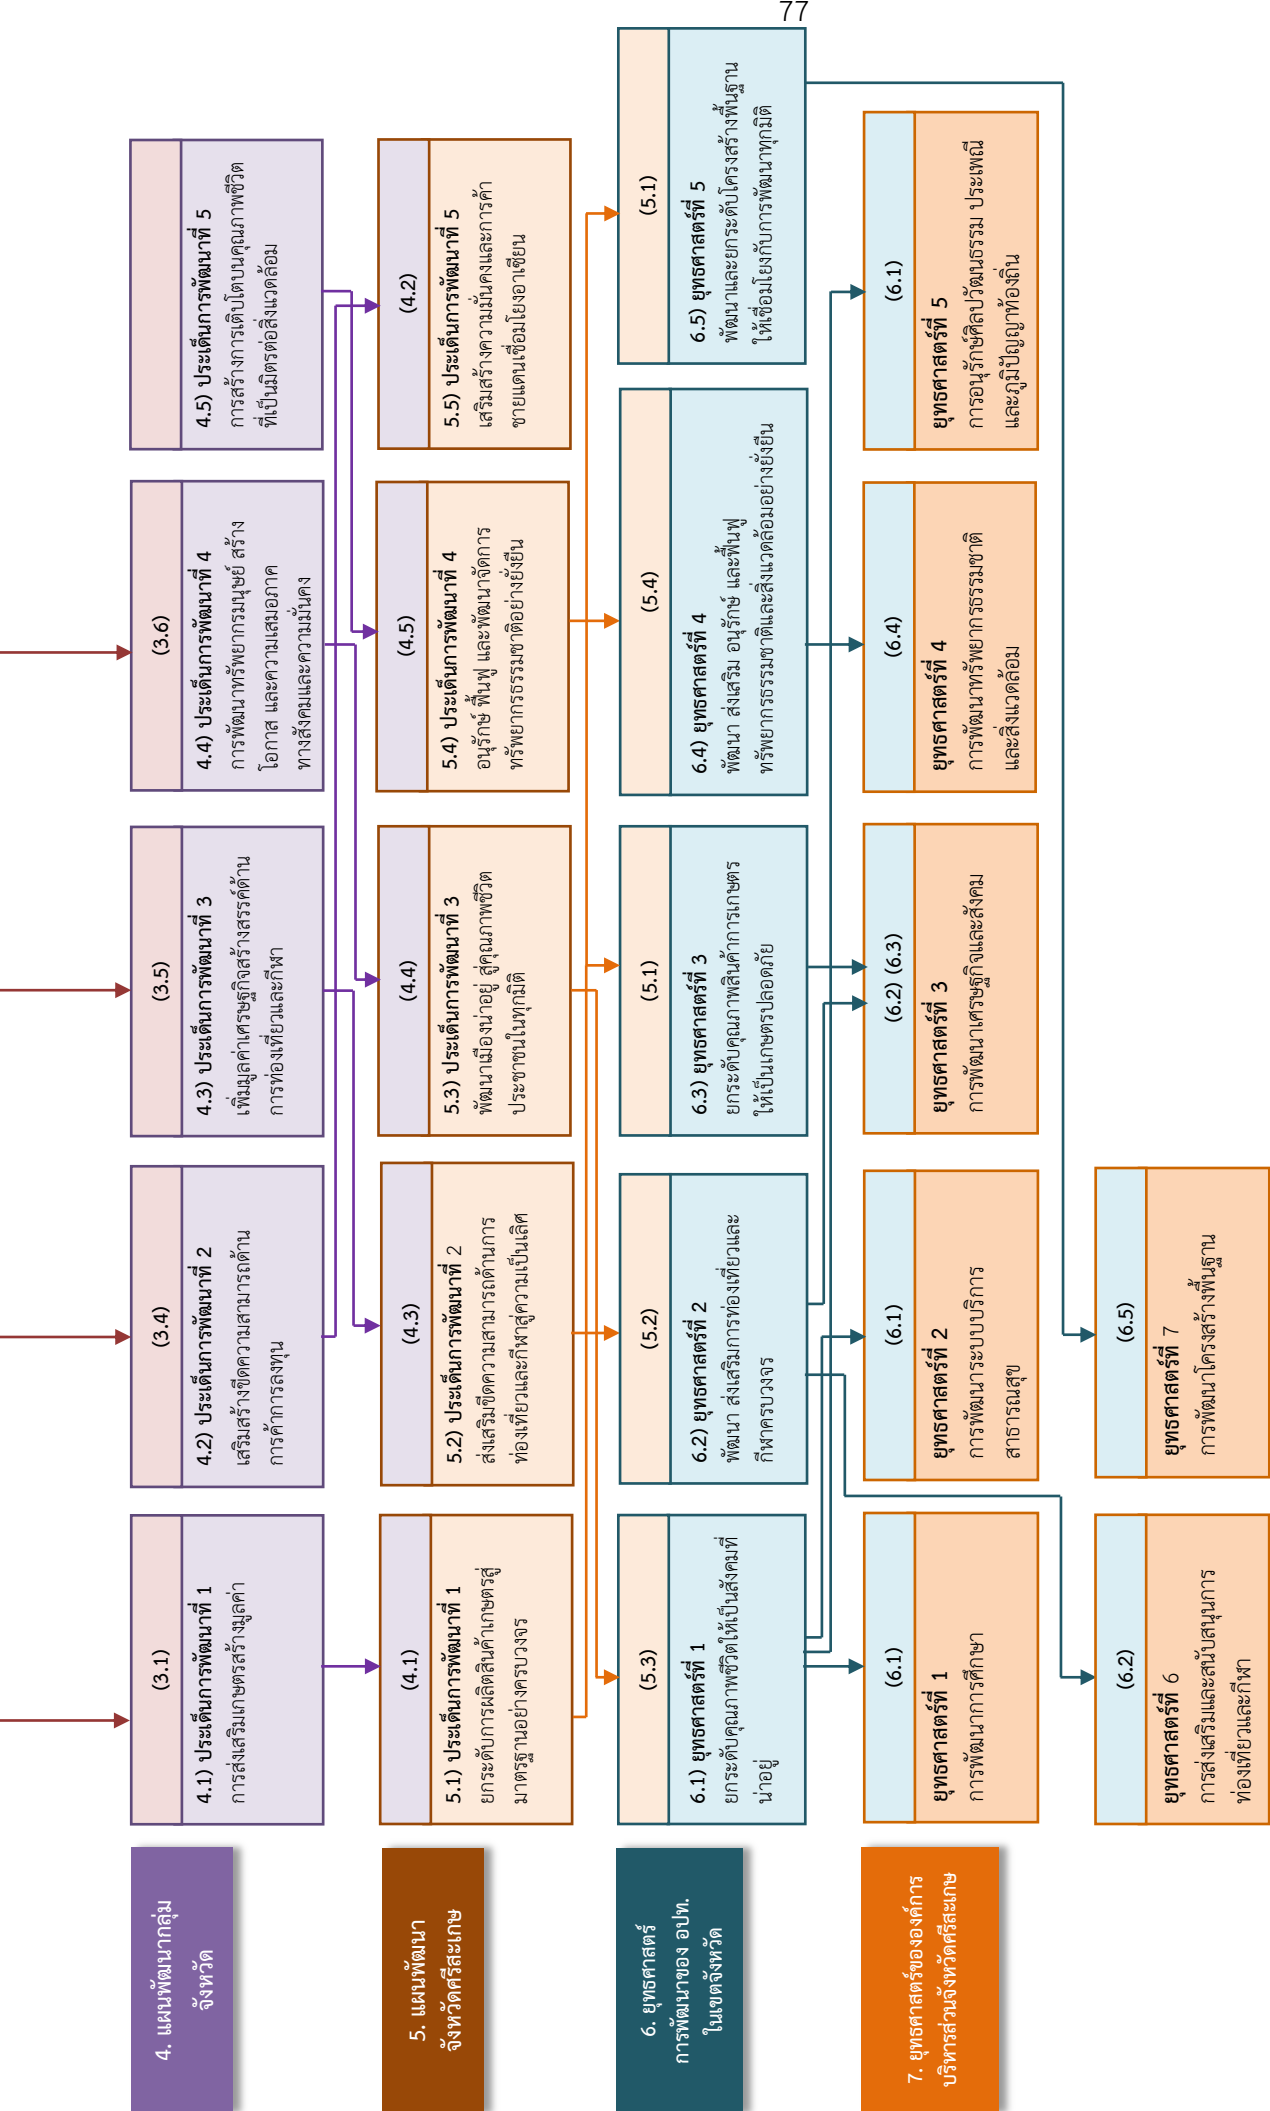 77
4. แผนพัฒนากลุ่ม
จังหวัด
(3.1)
4.1) ประเด็นการพัฒนาที่ 1
การส่งเสริมเกษตรสร้างมูลค่า
(3.4)
4.2) ประเด็นการพัฒนาที่ 2
เสริมสร้างขีดความสามารถด้าน
การค้าการลงทุน
(3.5)
4.3) ประเด็นการพัฒนาที่ 3
เพิ่มมูลค่าเศรษฐกิจสร้างสรรค์ด้าน
การท่องเที่ยวและกีฬา
(3.6)
4.4) ประเด็นการพัฒนาที่ 4
การพัฒนาทรัพยากรมนุษย์ สร้าง
โอกาส และความเสมอภาค
ทางสังคมและความมั่นคง
4.5) ประเด็นการพัฒนาที่ 5
การสร้างการเติบโตบนคุณภาพชีวิต
ที่เป็นมิตรต่อสิ่งแวดล้อม
5. แผนพัฒนา
จังหวัดศรีสะเกษ
(4.1)
5.1) ประเด็นการพัฒนาที่ 1
ยกระดับการผลิตสินค้าเกษตรสู่
มาตรฐานอย่างครบวงจร
(4.3)
5.2) ประเด็นการพัฒนาที่ 2
ส่งเสริมขีดความสามารถด้านการ
ท่องเที่ยวและกีฬาสู่ความเป็นเลิศ
(4.4)
5.3) ประเด็นการพัฒนาที่ 3
พัฒนาเมืองน่าอยู่ สู่คุณภาพชีวิต
ประชาชนในทุกมิติ
(4.5)
5.4) ประเด็นการพัฒนาที่ 4
อนุรักษ์ ฟื้นฟู และพัฒนาจัดการ
ทรัพยากรธรรมชาติอย่างยั่งยืน
(4.2)
5.5) ประเด็นการพัฒนาที่ 5
เสริมสร้างความมั่นคงและการค้า
ชายแดนเชื่อมโยงอาเซียน
6. ยุทธศาสตร์
การพัฒนาของ อปท.
ในเขตจังหวัด
(5.3)
6.1) ยุทธศาสตร์ที่ 1
ยกระดับคุณภาพชีวิตให้เป็นสังคมที่
น่าอยู่
(5.2)
6.2) ยุทธศาสตร์ที่ 2
พัฒนา ส่งเสริมการท่องเที่ยวและ
กีฬาครบวงจร
(5.1)
6.3) ยุทธศาสตร์ที่ 3
ยกระดับคุณภาพสินค้าการเกษตร
ให้เป็นเกษตรปลอดภัย
(5.4)
6.4) ยุทธศาสตร์ที่ 4
พัฒนา ส่งเสริม อนุรักษ์ และฟื้นฟู
ทรัพยากรธรรมชาติและสิ่งแวดล้อมอย่างยั่งยืน
(5.1)
6.5) ยุทธศาสตร์ที่ 5
พัฒนาและยกระดับโครงสร้างพื้นฐาน
ให้เชื่อมโยงกับการพัฒนาทุกมิติ
7. ยุทธศาสตร์ขององค์การ
บริหารส่วนจังหวัดศรีสะเกษ
(6.1)
ยุทธศาสตร์ที่ 1
การพัฒนาการศึกษา
(6.1)
ยุทธศาสตร์ที่ 2
การพัฒนาระบบบริการ
สาธารณสุข
(6.2) (6.3)
ยุทธศาสตร์ที่ 3
การพัฒนาเศรษฐกิจและสังคม
(6.4)
ยุทธศาสตร์ที่ 4
การพัฒนาทรัพยากรธรรมชาติ
และสิ่งแวดล้อม
(6.1)
ยุทธศาสตร์ที่ 5
การอนุรักษ์ศิลปวัฒนธรรม ประเพณี
และภูมิปัญญาท้องถิ่น
(6.2)
ยุทธศาสตร์ที่ 6
การส่งเสริมและสนับสนุนการ
ท่องเที่ยวและกีฬา
(6.5)
ยุทธศาสตร์ที่ 7
การพัฒนาโครงสร้างพื้นฐาน